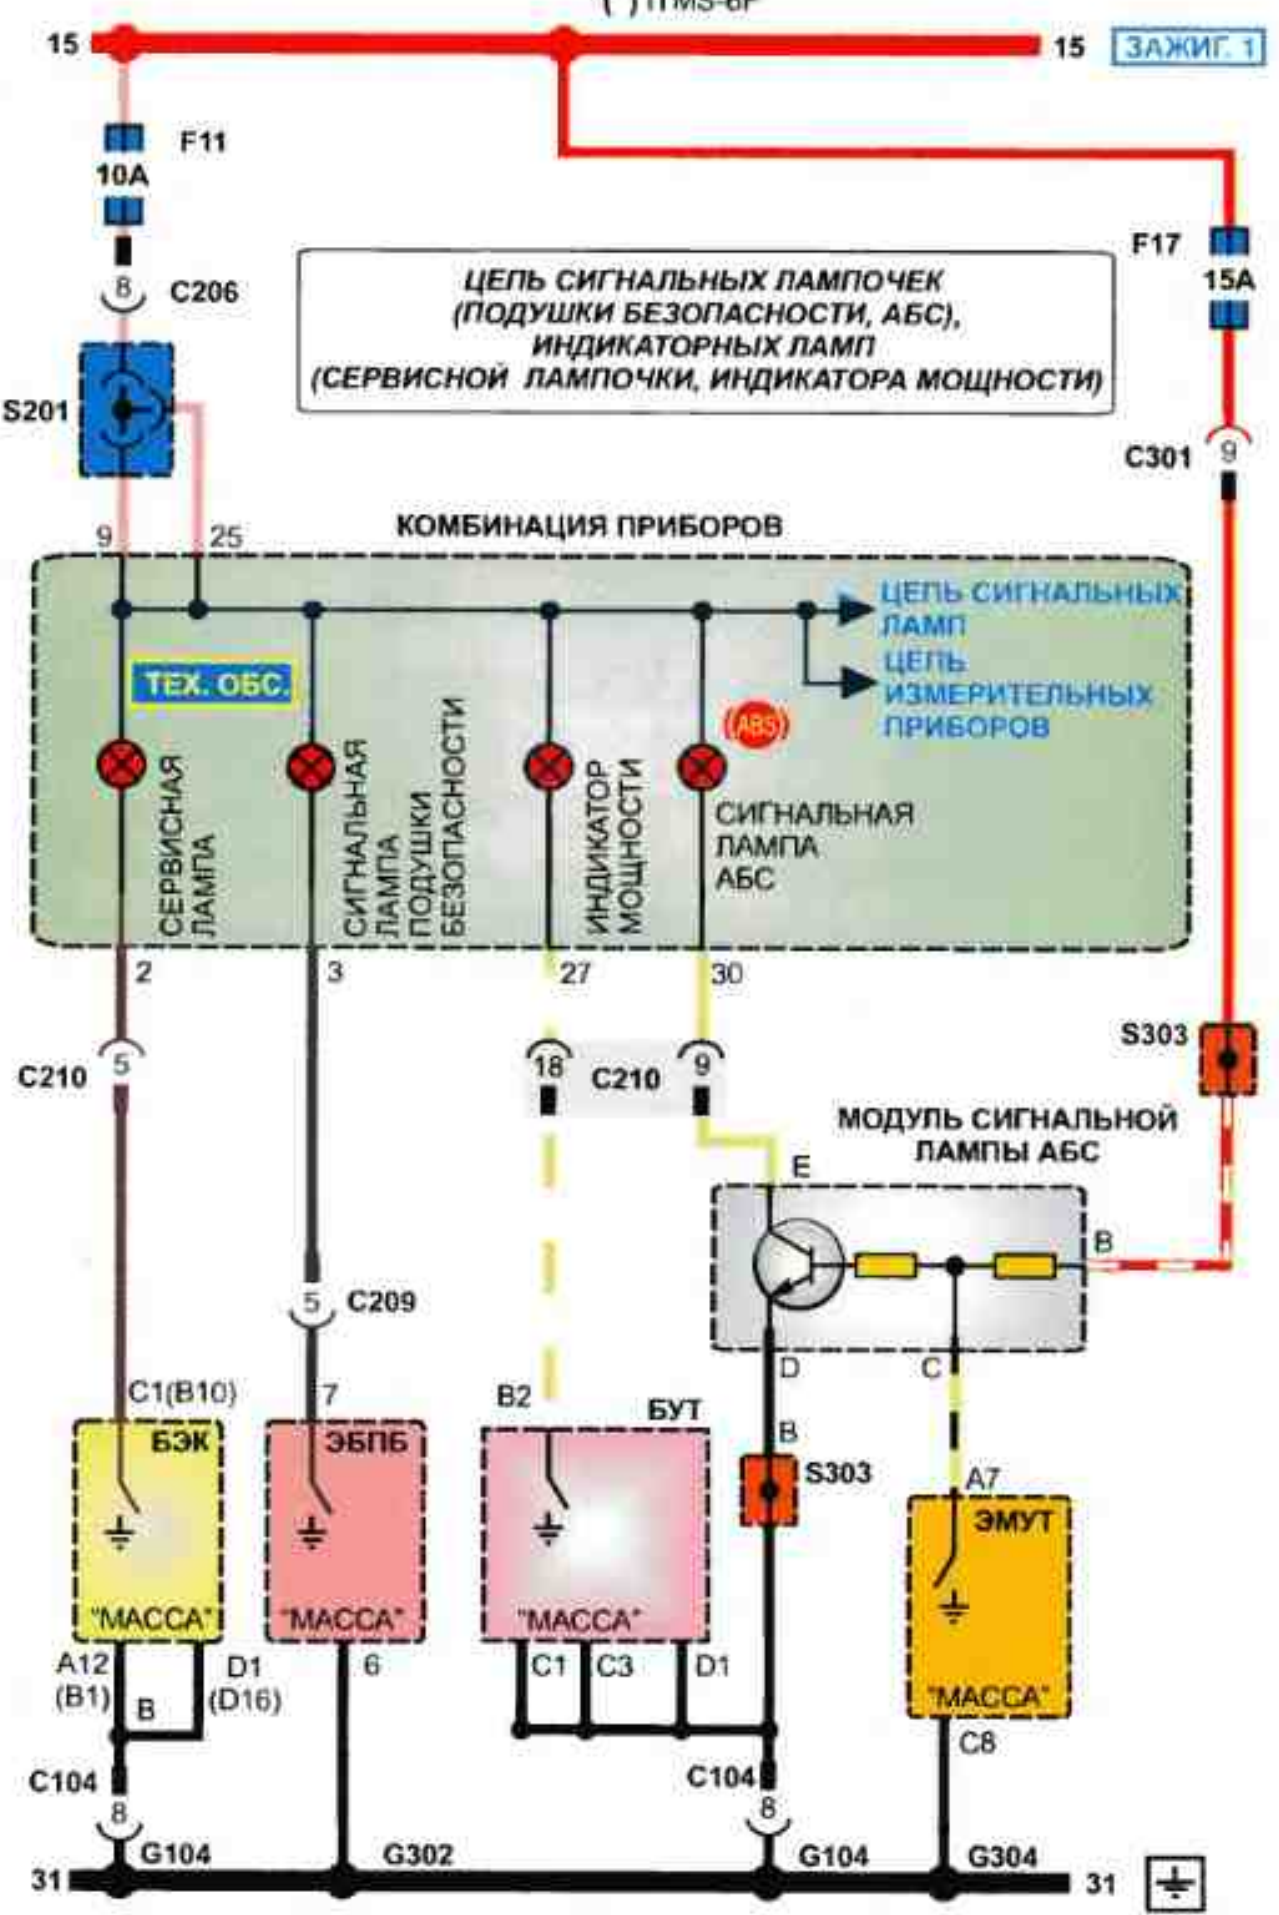 15
15
ЗАЖИГ. 1
F11
10А
8
C206
F17
15А
ЦЕПЬ СИГНАЛЬНЫХ ЛАМПОЧЕК
(ПОДУШКИ БЕЗОПАСНОСТИ, АБС),
ИНДИКАТОРНЫХ ЛАМП
(СЕРВИСНОЙ ЛАМПОЧКИ, ИНДИКАТОРА МОЩНОСТИ)
S201
C301
9
9
25
КОМБИНАЦИЯ ПРИБОРОВ
ЦЕПЬ СИГНАЛЬНЫХ
ЛАМП
ЦЕПЬ
ИЗМЕРИТЕЛЬНЫХ
ПРИБОРОВ
ТЕХ. ОБС.
(ABS)
СЕРВИСНАЯ
ЛАМПА
СИГНАЛЬНАЯ
ЛАМПА
ПОДУШКИ
БЕЗОПАСНОСТИ
ИНДИКАТОР
МОЩНОСТИ
СИГНАЛЬНАЯ
ЛАМПА
АБС
2
3
27
30
C210
5
18
C210
9
S303
МОДУЛЬ СИГНАЛЬНОЙ
ЛАМПЫ АБС
E
B
5
C209
D
C
C1(B10)
7
B2
БУТ
B
S303
A7
БЭК
ЭБПБ
ЭМУТ
"МАССА"
"МАССА"
"МАССА"
"МАССА"
A12
(B1)
B
D1
(D16)
6
C1
C3
D1
C8
C104
8
C104
8
G104
G302
G104
G304
31
31